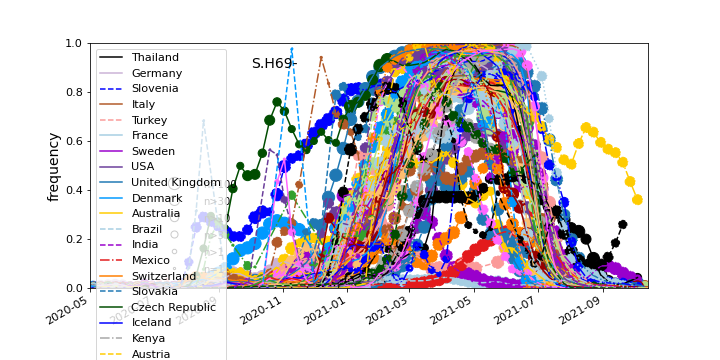 1.0
0.8
0.6
0.4
0.2
0.0
frequency
S.H69-
Thailand
Germany
Slovenia
Italy
Turkey
France
Sweden
USA
United Kingdom
Denmark
Australia
Brazil
India
Mexico
Switzerland
Slovakia
Czech Republic
Iceland
Kenya
Austria
2020-05
2020-11
2021-01
2021-03
2021-05
2021-07
2021-09